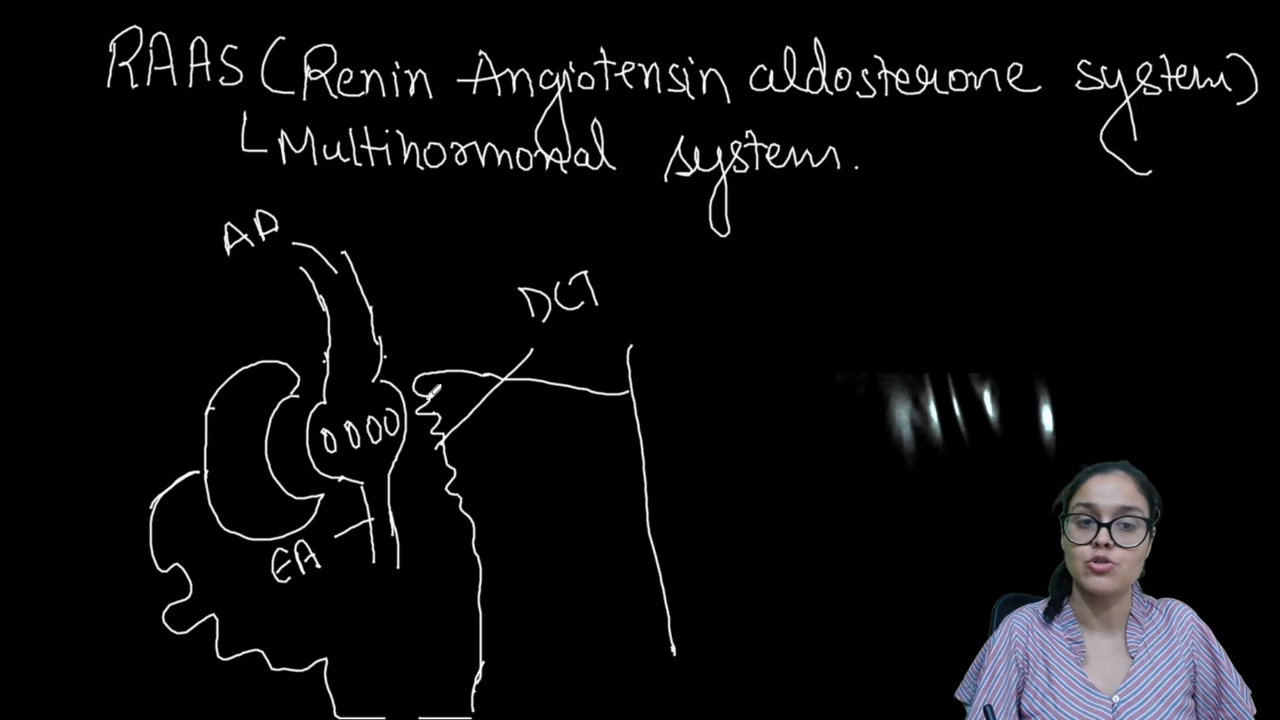 RAAS (Renin Angiotensin aldosterone system)
Multihormonal system.
AA
DCT
EA